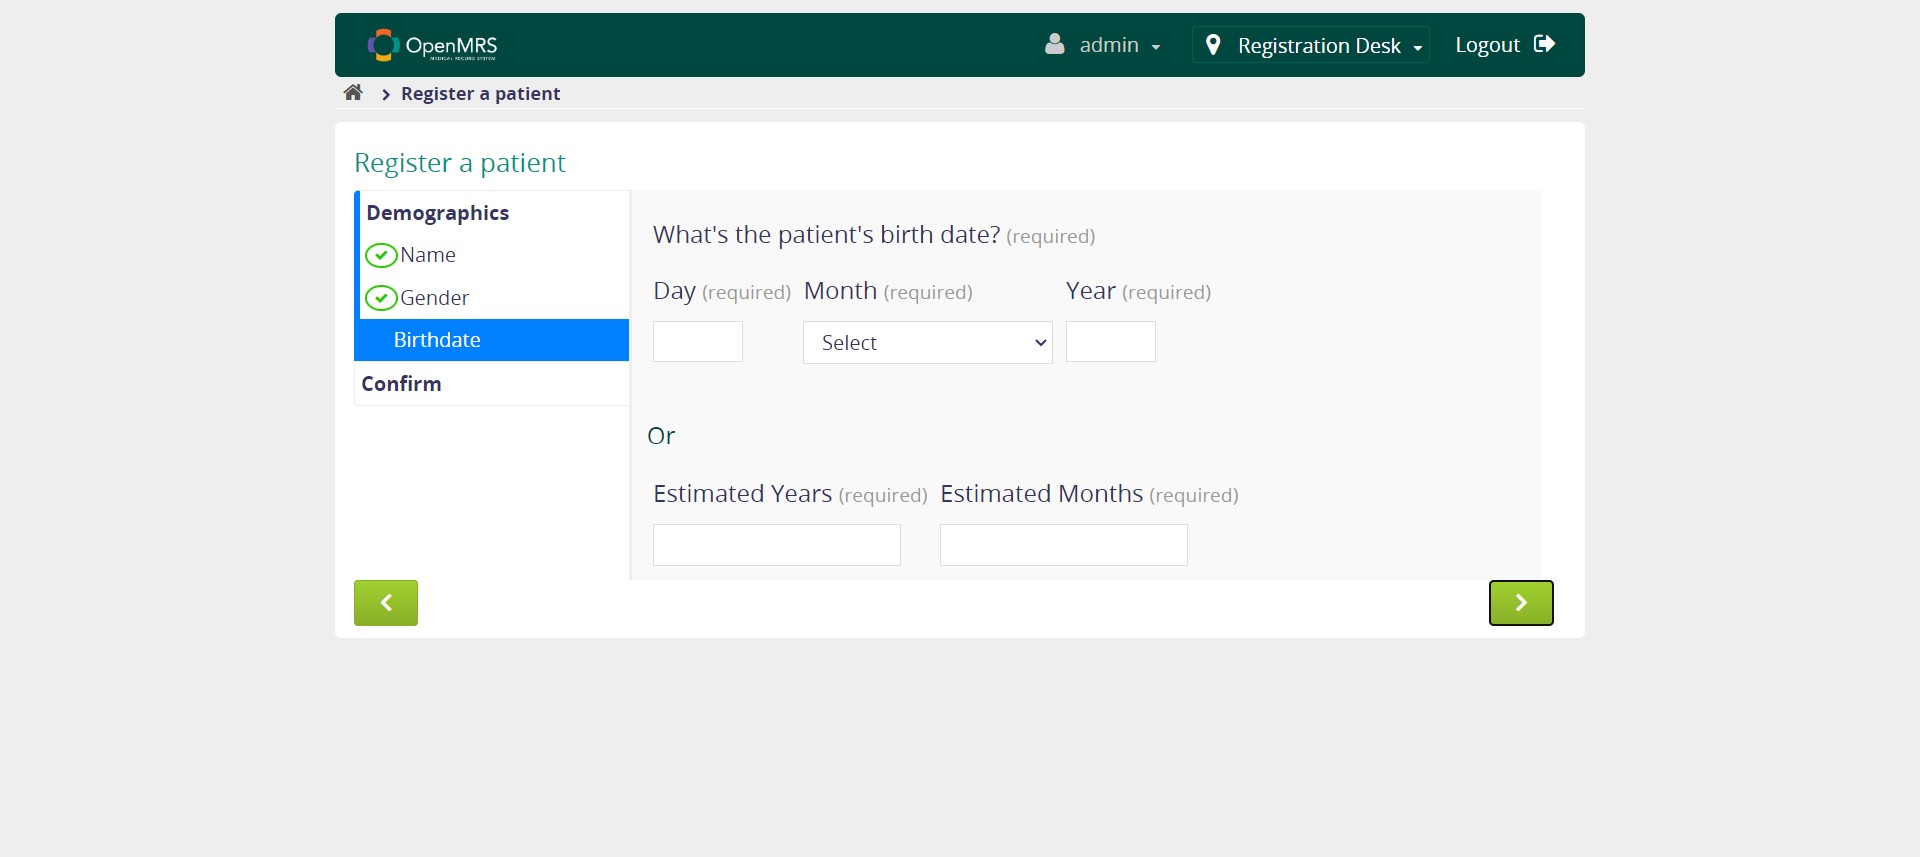 OpenMRS
MEDICAL RECORD SYSTEM
admin
Registration Desk
Logout
Register a patient
Register a patient
Demographics
Name
Gender
Birthdate
Confirm
What's the patient's birth date? (required)
Day (required) Month (required) Year (required)
Select
Or
Estimated Years (required) Estimated Months (required)